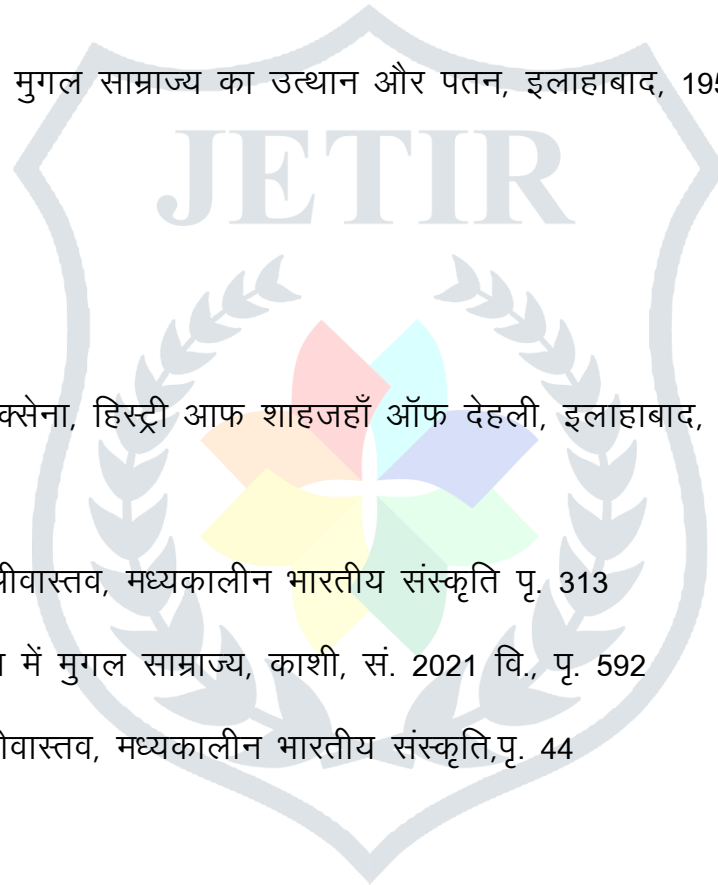 मुगल साम्राज्य का उत्थान और पतन, इलाहाबाद, 195
JETIR
क्सेना, हिस्ट्री आफ शाहजहाँ ऑफ देहली, इलाहाबाद,
वास्तव, मध्यकालीन भारतीय संस्कृति पृ. 313
में मुगल साम्राज्य, काशी, सं. 2021 वि., पृ. 592
वास्तव, मध्यकालीन भारतीय संस्कृति,पृ. 44